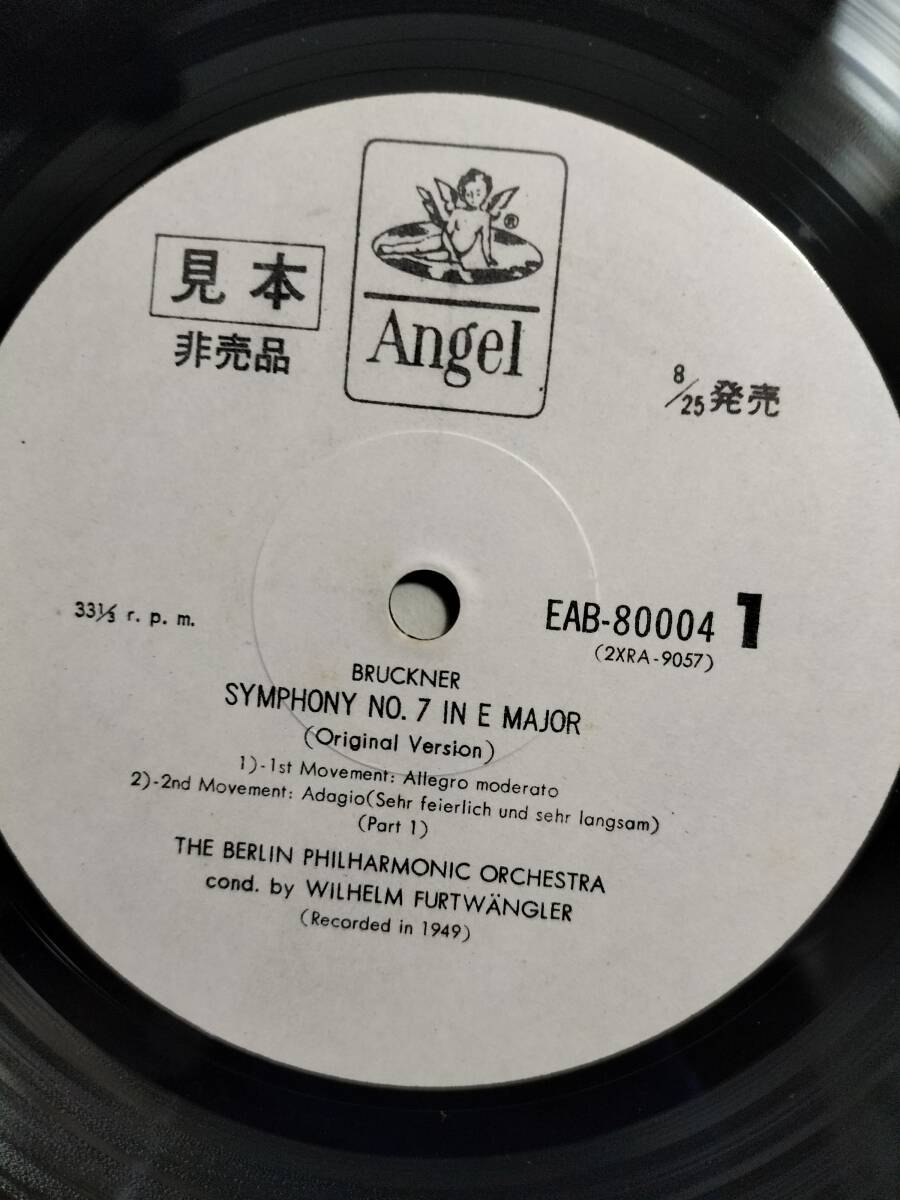 見本
非売品
®
Angel
8/25 発売
33⅓ r. p. m.
EAB-80004 1
(2XRA-9057)
BRUCKNER
SYMPHONY NO. 7 IN E MAJOR
(Original Version)
1)-1st Movement: Allegro moderato
2)-2nd Movement: Adagio(Sehr feierlich und sehr langsam)
(Part 1)
THE BERLIN PHILHARMONIC ORCHESTRA
cond. by WILHELM FURTWÄNGLER
(Recorded in 1949)